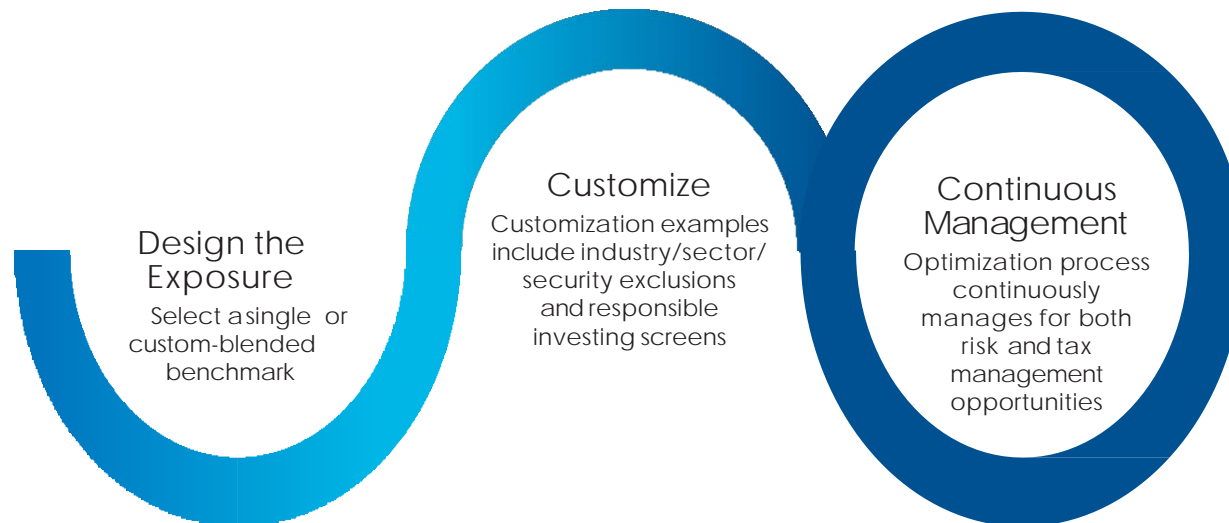 Design the
Exposure
Select a single or
custom-blended
benchmark
Customize
Customization examples
include industry/sector/
security exclusions
and responsible
investing screens
Continuous
Management
Optimization process
continuously
manages for both
risk and tax
management
opportunities